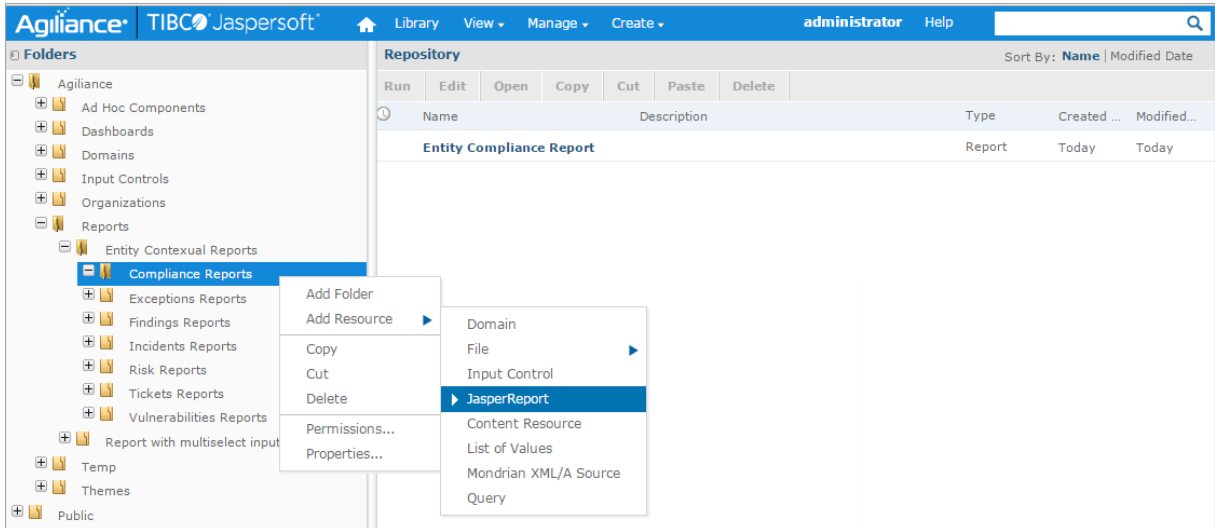 Agiliance TIBCO Jaspersoft Library View Manage Create administrator Help
Folders
Repository
Sort By: Name | Modified Date
Run Edit Open Copy Cut Paste Delete
Name Description Type Created ... Modified...
Entity Compliance Report Report Today Today
Agiliance
Ad Hoc Components
Dashboards
Domains
Input Controls
Organizations
Reports
Entity Contexual Reports
Compliance Reports
Exceptions Reports
Findings Reports
Incidents Reports
Risk Reports
Tickets Reports
Vulnerabilities Reports
Report with multiselect input
Temp
Themes
Public
Add Folder
Add Resource
Copy
Cut
Delete
Permissions...
Properties...
Domain
File
Input Control
JasperReport
Content Resource
List of Values
Mondrian XML/A Source
Query